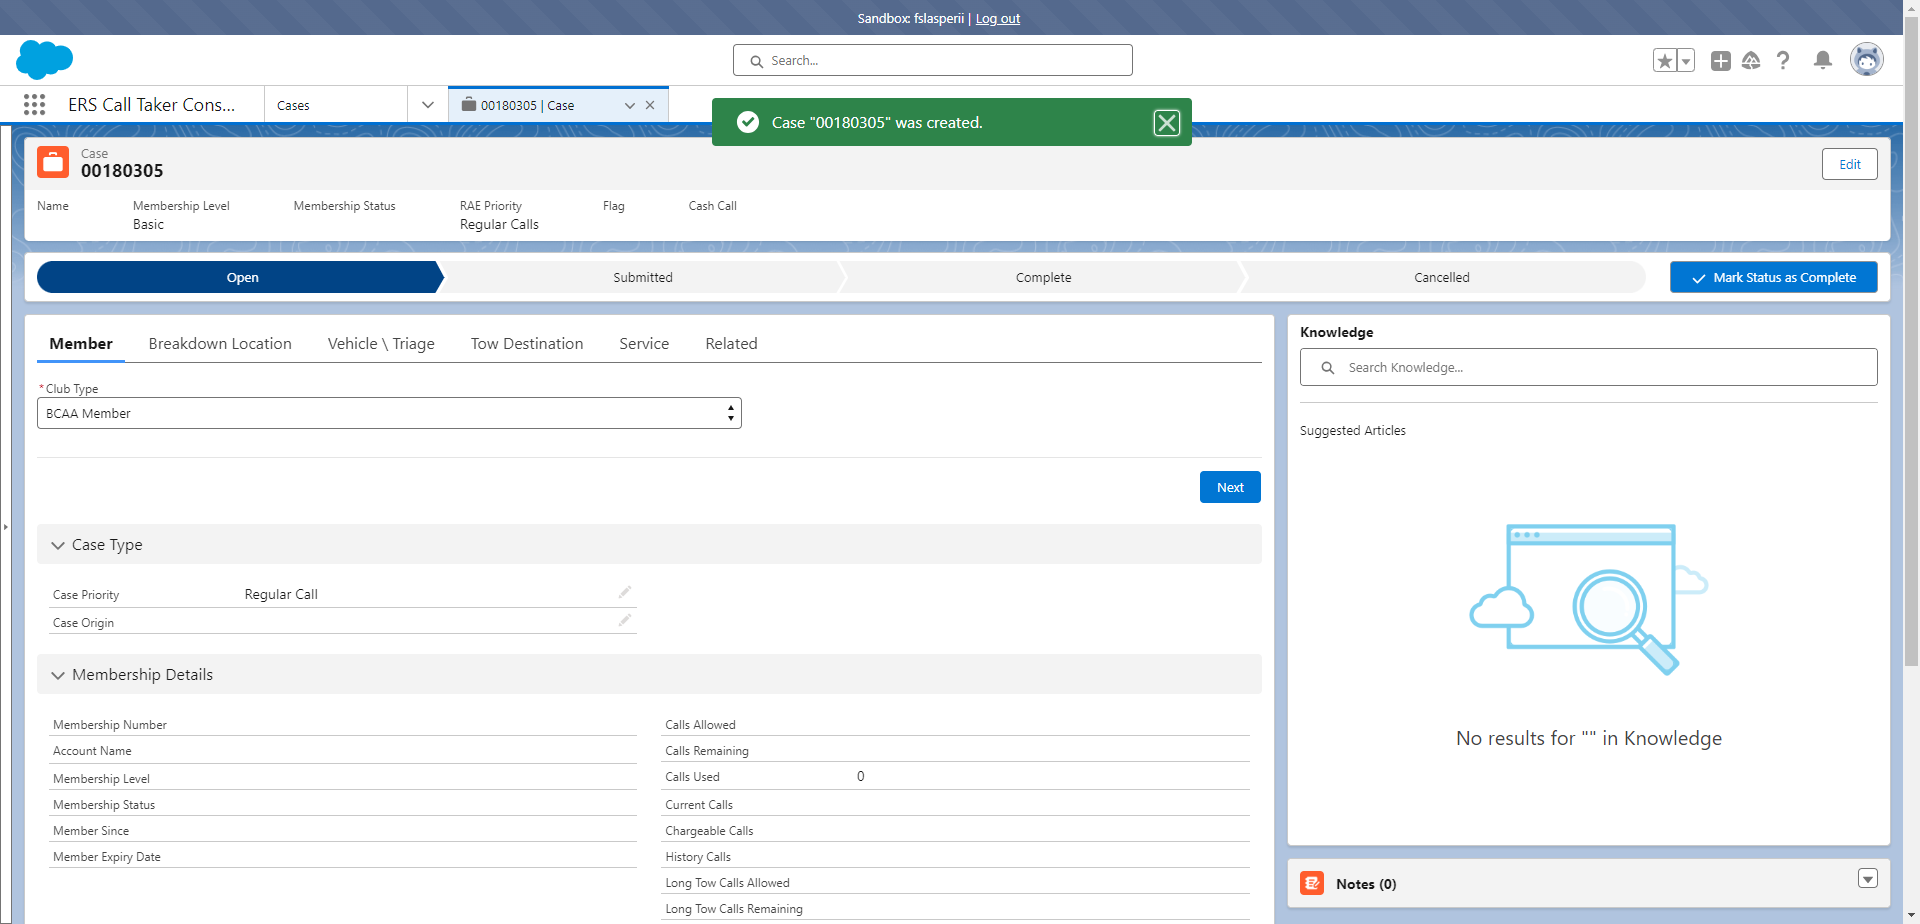 Sandbox: fslasperii | Log out
Search...
ERS Call Taker Cons...
Cases
00180305 | Case
Case "00180305" was created.
Case
00180305
Edit
Name
Membership Level
Basic
Membership Status
RAE Priority
Regular Calls
Flag
Cash Call
Open
Submitted
Complete
Cancelled
Mark Status as Complete
Member
Breakdown Location
Vehicle \ Triage
Tow Destination
Service
Related
*Club Type
BCAA Member
Next
Case Type
Case Priority
Regular Call
Case Origin
Membership Details
Membership Number
Account Name
Membership Level
Membership Status
Member Since
Member Expiry Date
Calls Allowed
Calls Remaining
Calls Used
0
Current Calls
Chargeable Calls
History Calls
Long Tow Calls Allowed
Long Tow Calls Remaining
Knowledge
Search Knowledge...
Suggested Articles
No results for "" in Knowledge
Notes (0)